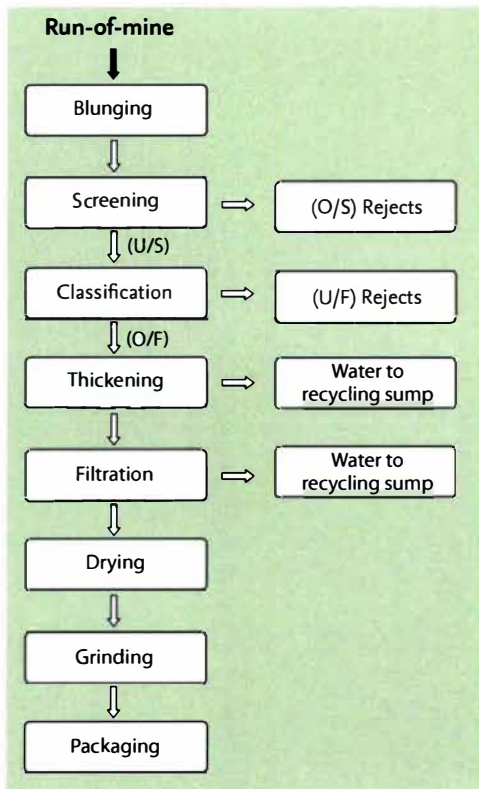 Run-of-mine
Blunging
Screening
(O/S) Rejects
(U/S)
Classification
(U/F) Rejects
(O/F)
Thickening
Water to
recycling sump
Filtration
Water to
recycling sump
Drying
Grinding
Packaging